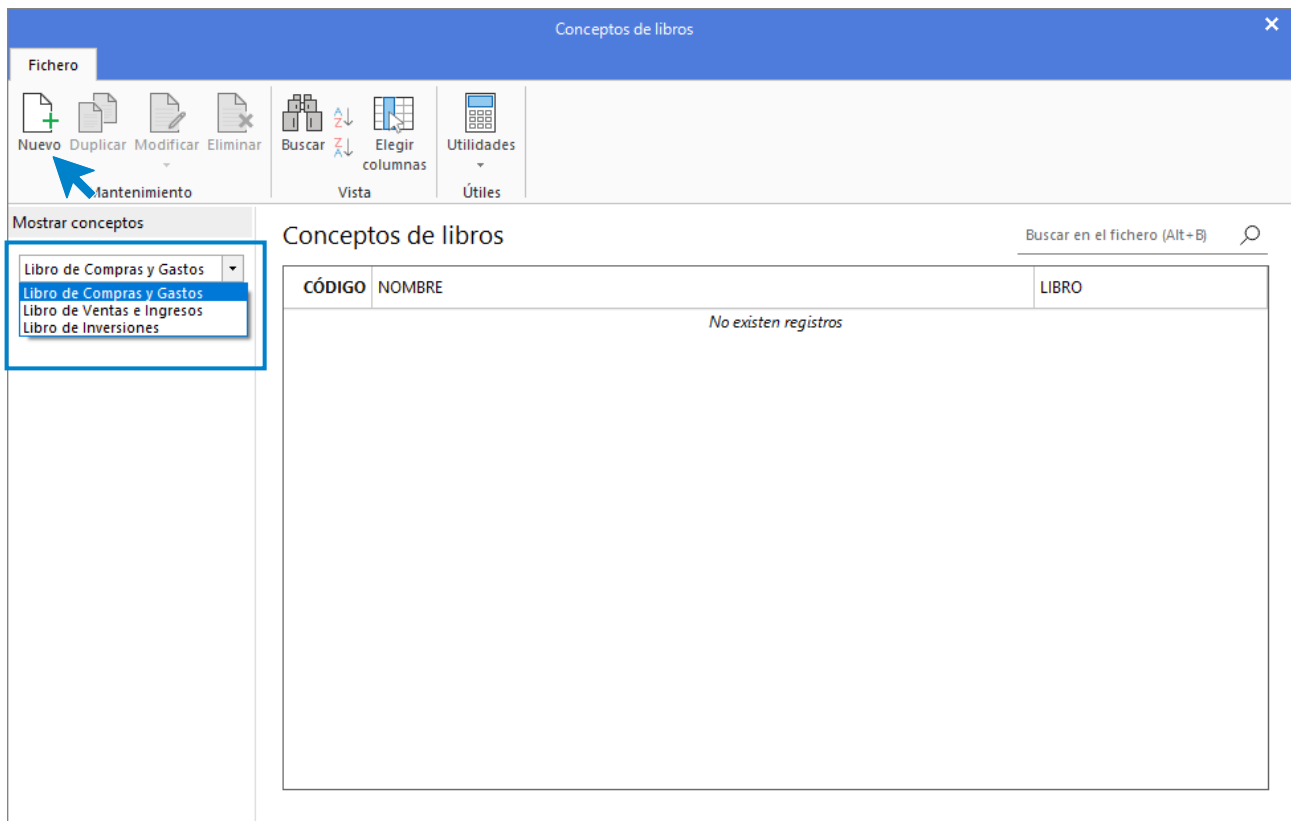 Conceptos de libros
Fichero
Nuevo Duplicar Modificar Eliminar
Buscar
Elegir columnas
Utilidades
Mantenimiento
Vista
Útiles
Mostrar conceptos
Libro de Compras y Gastos
Libro de Compras y Gastos
Libro de Ventas e Ingresos
Libro de Inversiones
Conceptos de libros
Buscar en el fichero (Alt+B)
CÓDIGO NOMBRE LIBRO
No existen registros